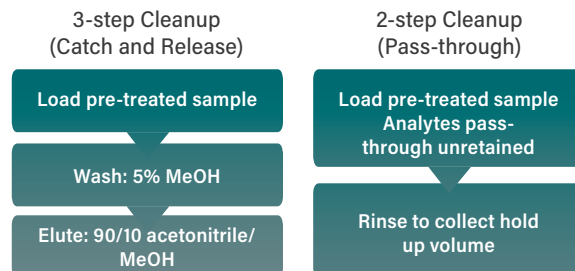 3-step Cleanup
(Catch and Release)
Load pre-treated sample
Wash: 5% MeOH
Elute: 90/10 acetonitrile/
MeOH
2-step Cleanup
(Pass-through)
Load pre-treated sample
Analytes pass-
through unretained
Rinse to collect hold
up volume